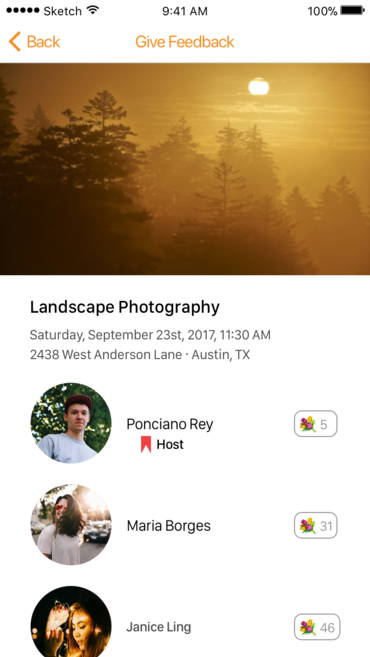 Sketch 9:41 AM 100%
Back Give Feedback
Landscape Photography
Saturday, September 23st, 2017, 11:30 AM
2438 West Anderson Lane · Austin, TX
Ponciano Rey 5
Host
Maria Borges 31
Janice Ling 46